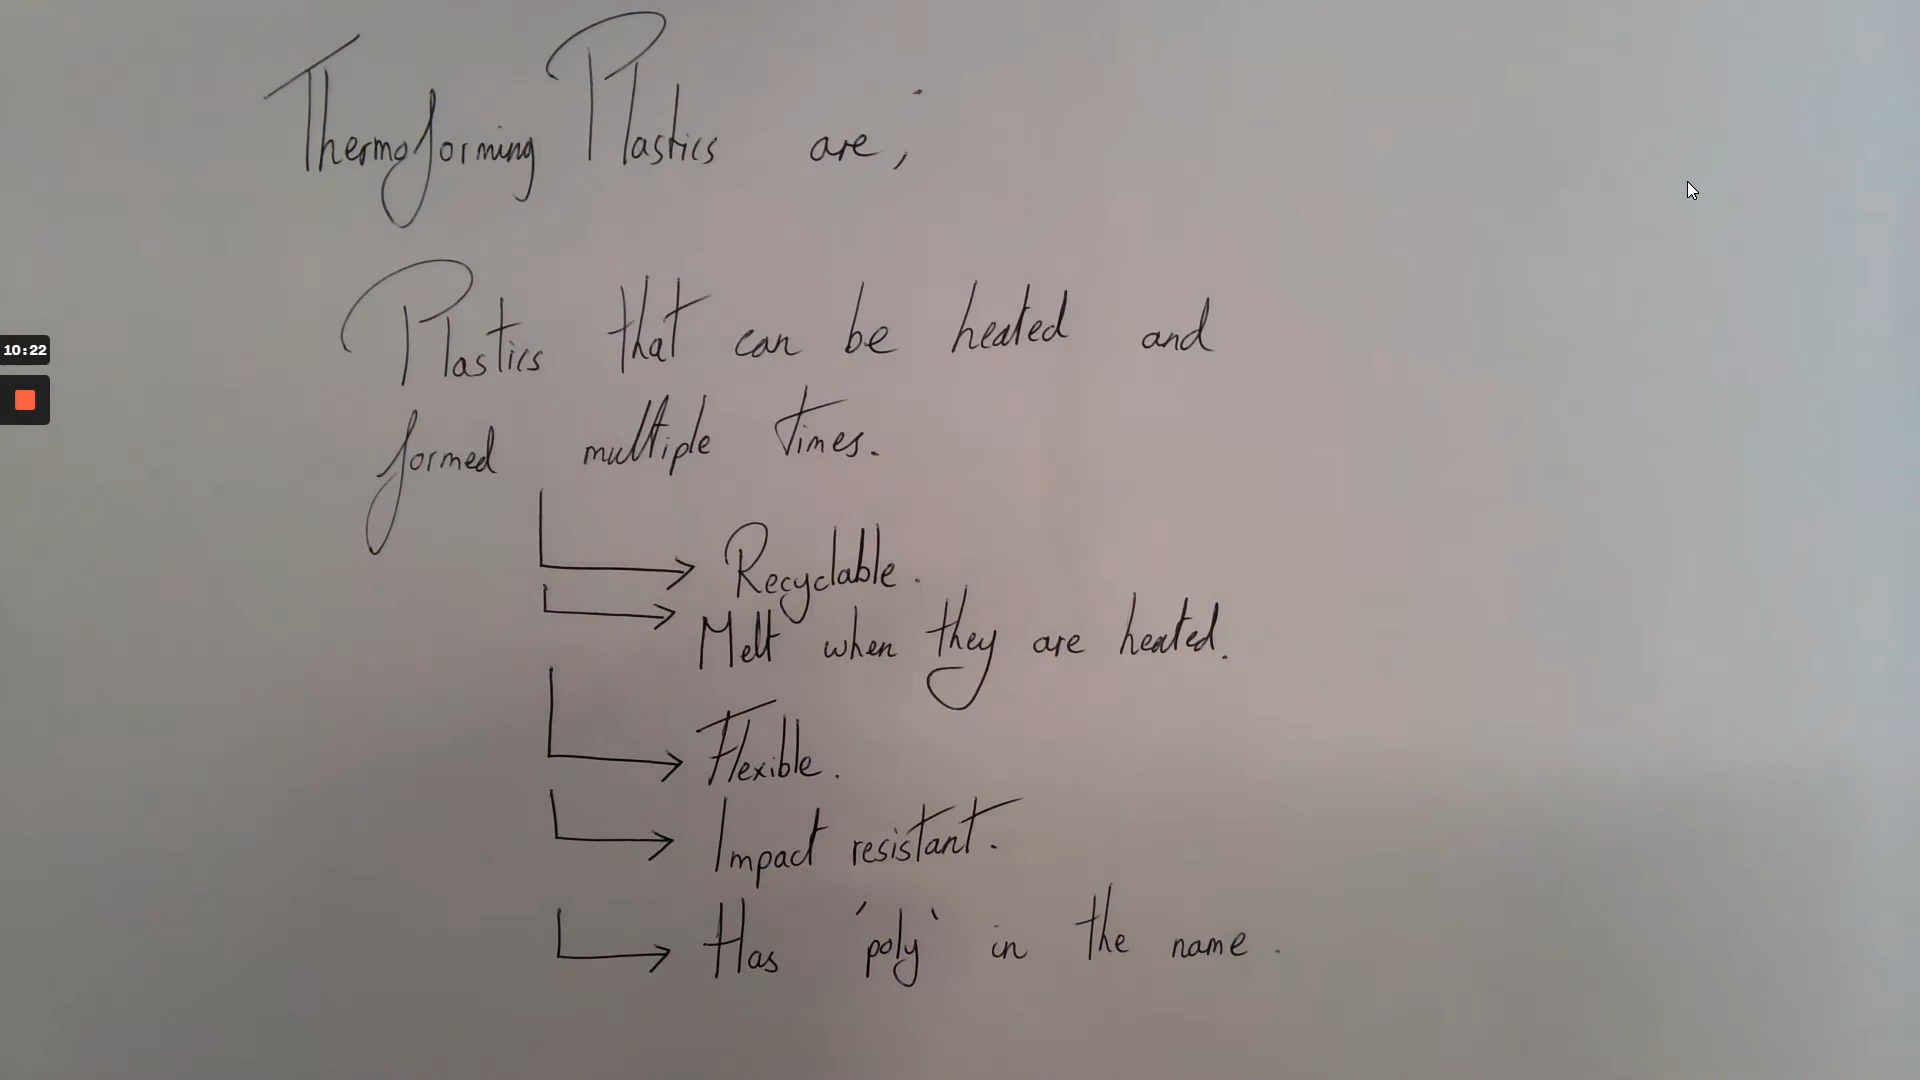 Thermoforming Plastics are;
Plastics that can be heated and
formed multiple times.
Recyclable.
Melt when they are heated.
10:22
Flexible.
Impact resistant.
Has 'poly' in the name.